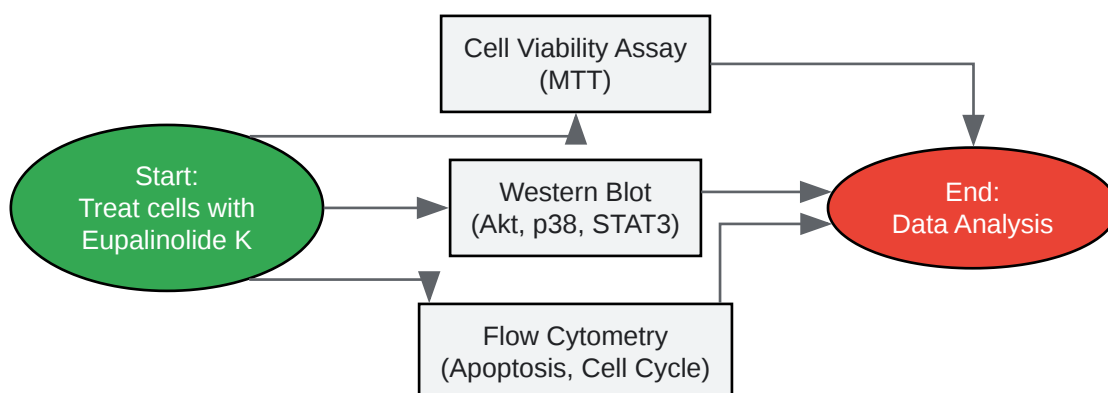 Cell Viability Assay
(MTT)
Start:
Treat cells with
Eupalinolide K
Western Blot
(Akt, p38, STAT3)
End:
Data Analysis
Flow Cytometry
(Apoptosis, Cell Cycle)